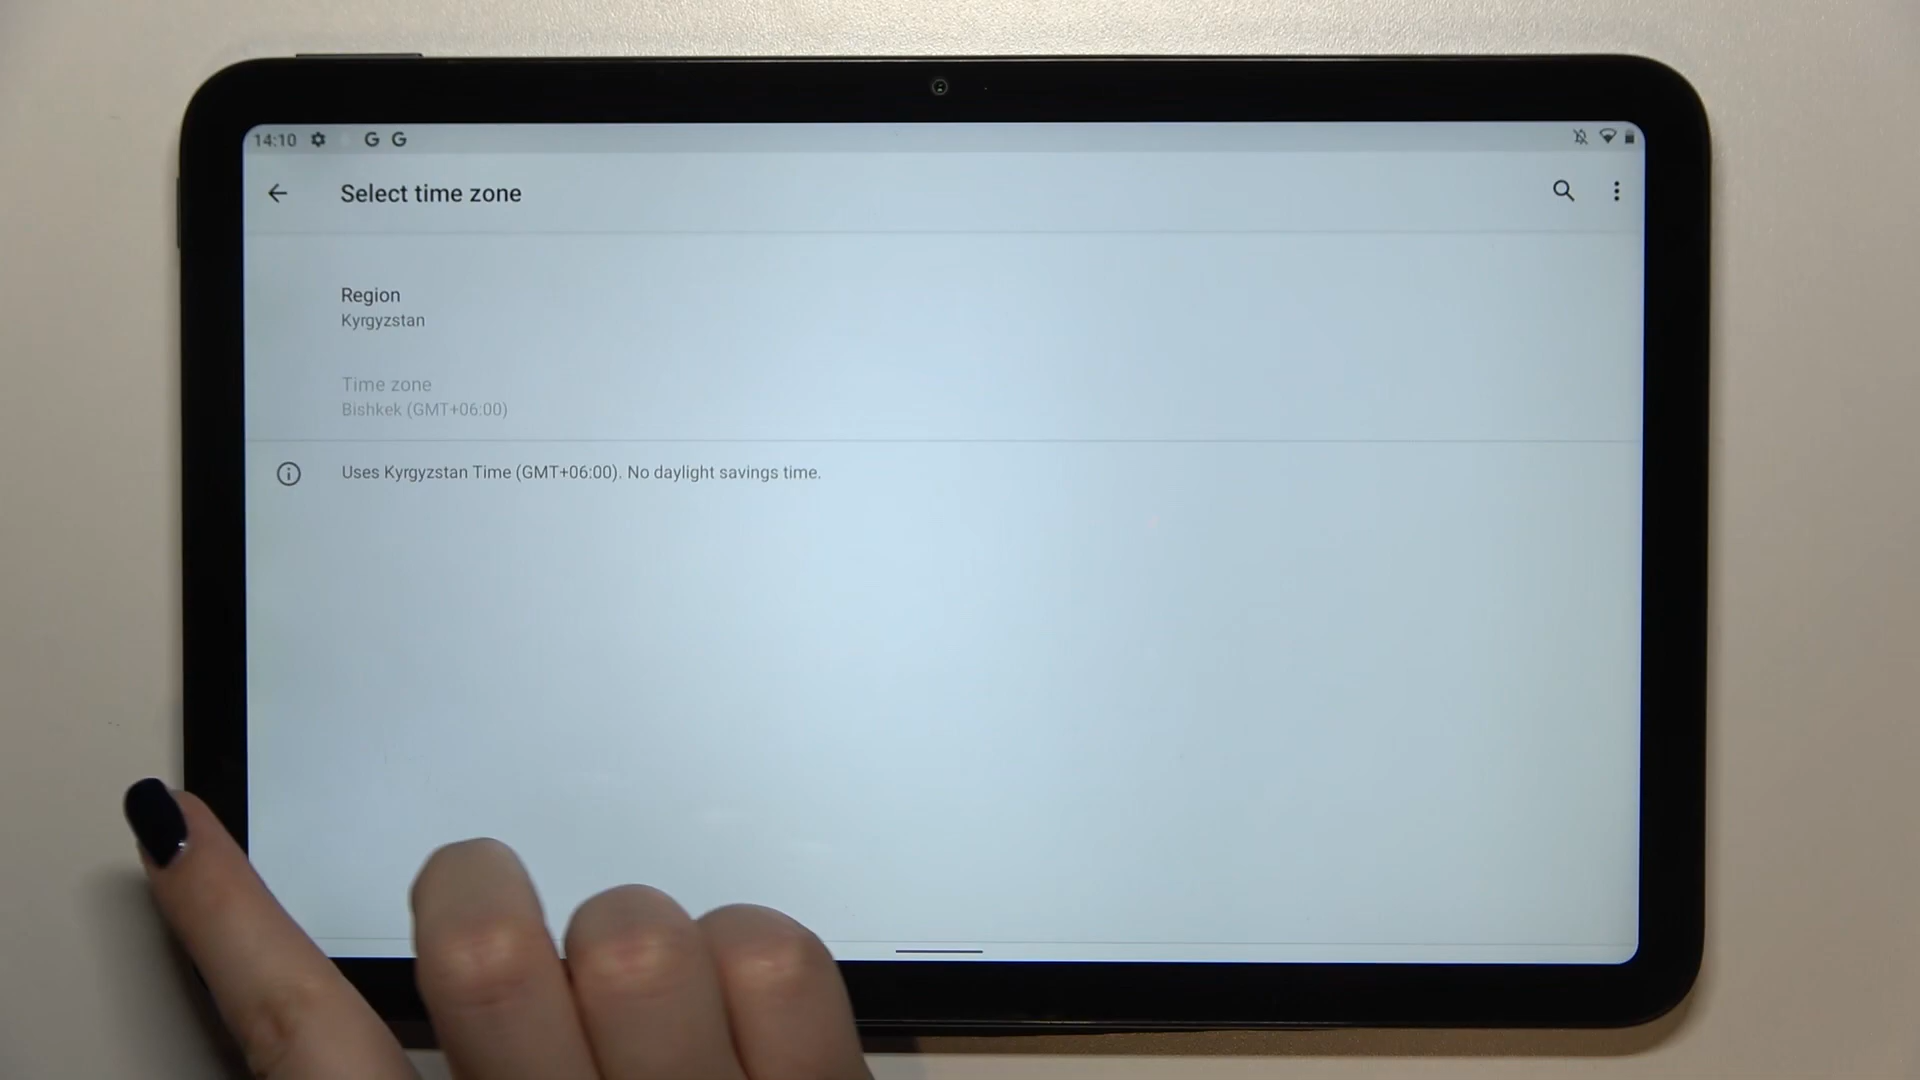 14:10 G G
Select time zone
Region
Kyrgyzstan
Time zone
Bishkek (GMT+06:00)
Uses Kyrgyzstan Time (GMT+06:00). No daylight savings time.